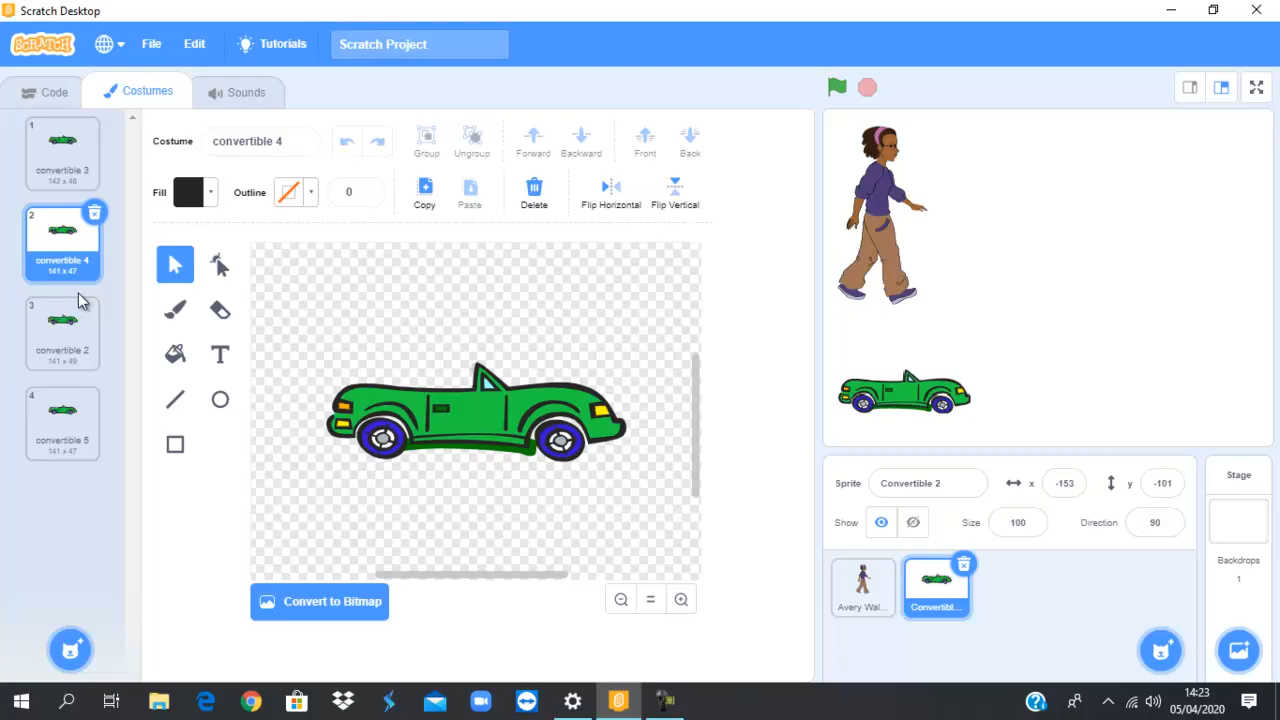 Scratch Desktop
SCRATCH
File
Edit
Tutorials
Scratch Project
Code
Costumes
Sounds
1
convertible 3
142 x 48
2
convertible 4
141 x 47
3
convertible 2
141 x 49
4
convertible 5
141 x 47
Costume
convertible 4
Group
Ungroup
Forward
Backward
Front
Back
Fill
Outline
0
Copy
Paste
Delete
Flip Horizontal
Flip Vertical
T
Convert to Bitmap
Sprite
Convertible 2
x
-153
y
-101
Show
Size
100
Direction
90
Avery Wal...
Convertibl...
Stage
Backdrops
1
14:23
05/04/2020